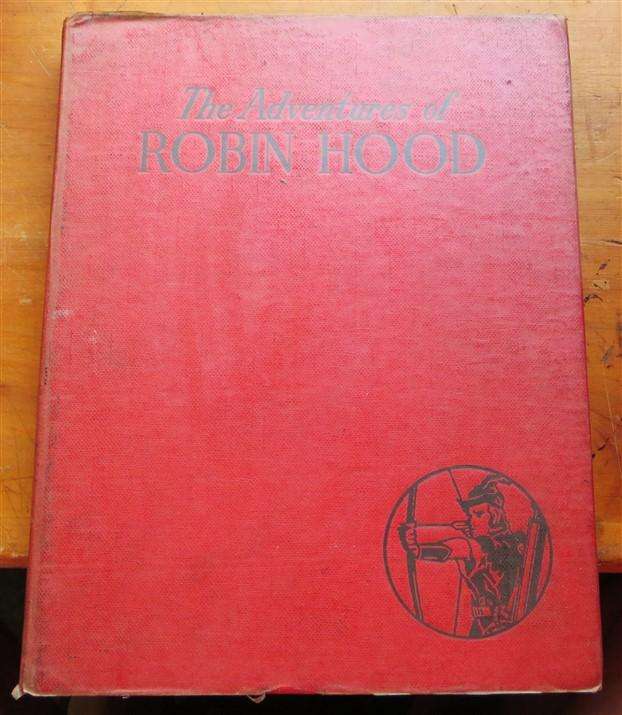 The Adventures of
ROBIN HOOD